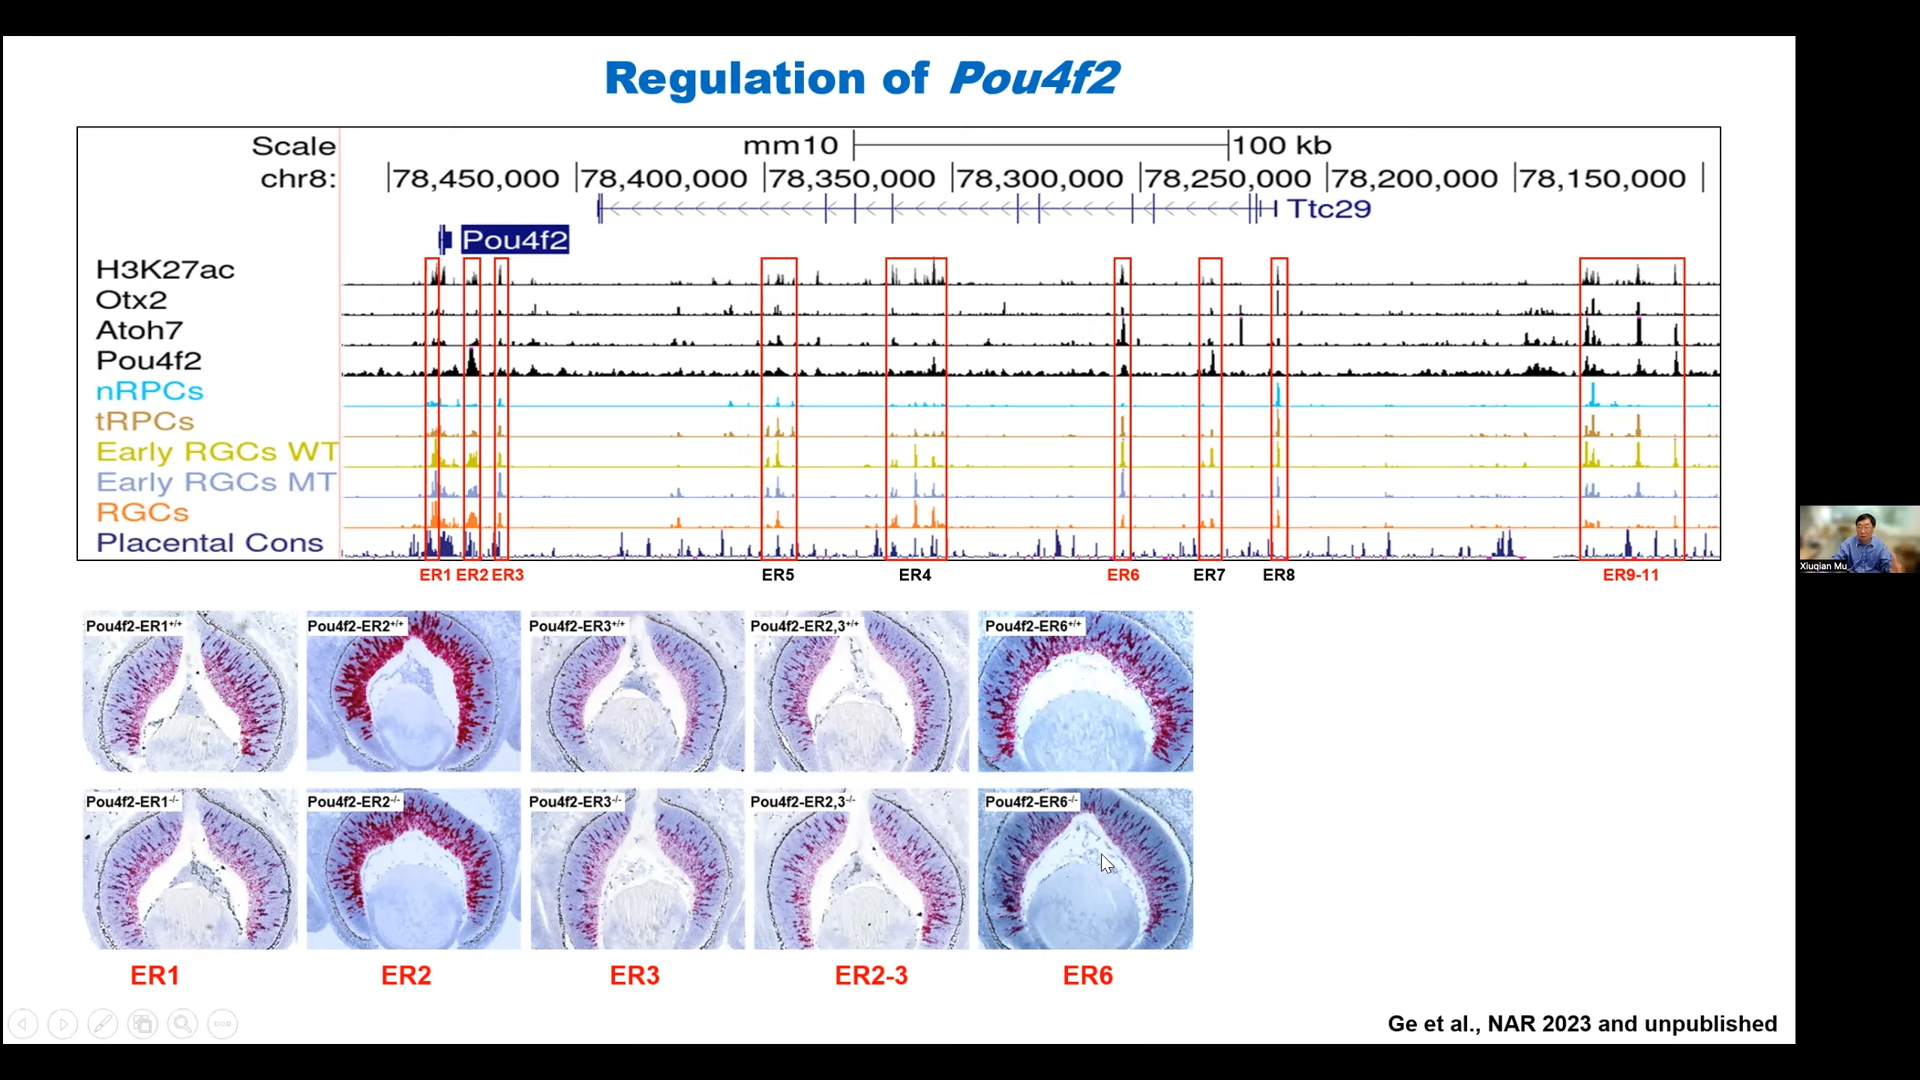 Regulation of Pou4f2
Scale mm10 100 kb
chr8: |78,450,000 |78,400,000 |78,350,000 |78,300,000 |78,250,000 |78,200,000 |78,150,000 |
Ttc29
Pou4f2
H3K27ac
Otx2
Atoh7
Pou4f2
nRPCs
tRPCs
Early RGCs WT
Early RGCs MT
RGCs
Placental Cons
ER1 ER2 ER3 ER5 ER4 ER6 ER7 ER8 ER9-11
Pou4f2-ER1+/+ Pou4f2-ER2+/+ Pou4f2-ER3+/+ Pou4f2-ER2,3+/+ Pou4f2-ER6+/+
Pou4f2-ER1-/- Pou4f2-ER2-/- Pou4f2-ER3-/- Pou4f2-ER2,3-/- Pou4f2-ER6-/-
ER1 ER2 ER3 ER2-3 ER6
Ge et al., NAR 2023 and unpublished
Xiuqian Mu